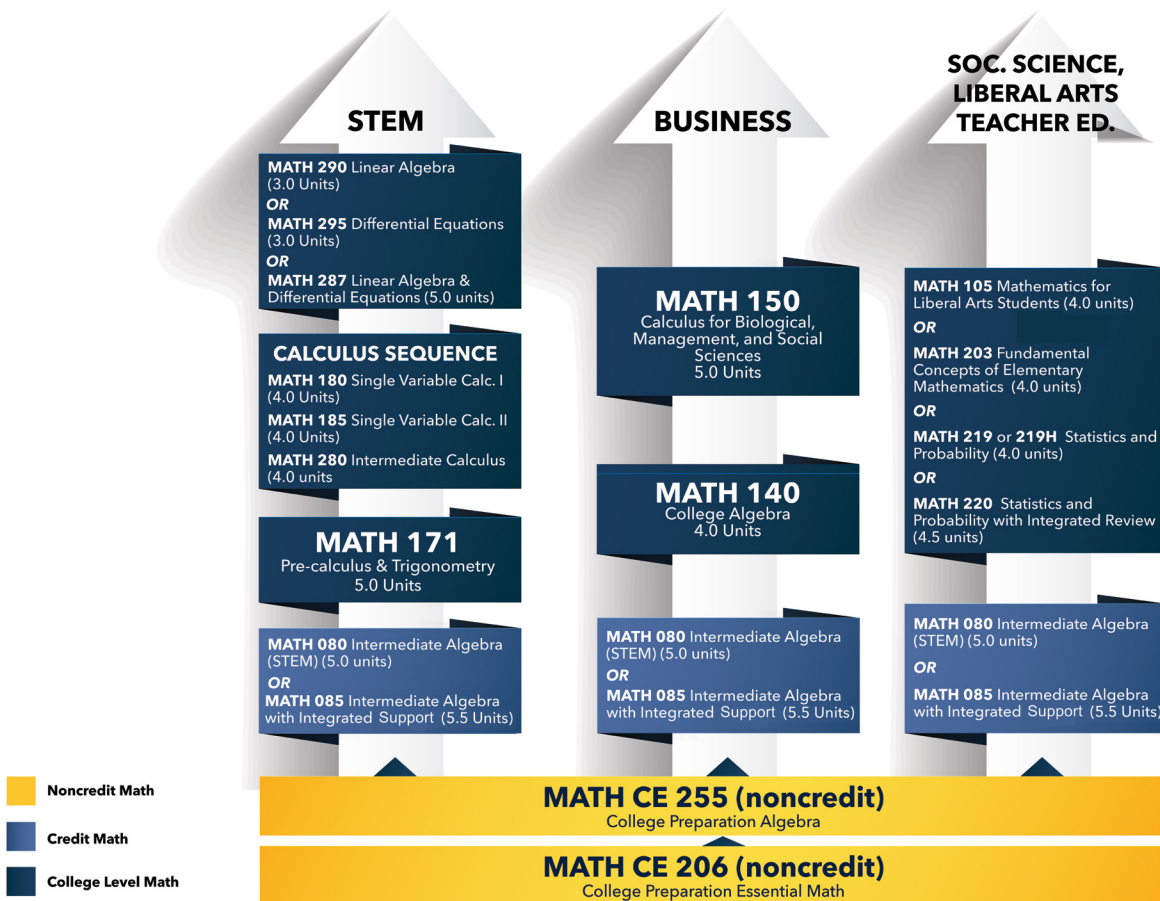 STEM
MATH 290 Linear Algebra
(3.0 Units)
OR
MATH 295 Differential Equations
(3.0 Units)
OR
MATH 287 Linear Algebra &
Differential Equations (5.0 units)
CALCULUS SEQUENCE
MATH 180 Single Variable Calc. I
(4.0 Units)
MATH 185 Single Variable Calc. II
(4.0 Units)
MATH 280 Intermediate Calculus
(4.0 units
MATH 171
Pre-calculus & Trigonometry
5.0 Units
MATH 080 Intermediate Algebra
(STEM) (5.0 units)
OR
MATH 085 Intermediate Algebra
with Integrated Support (5.5 Units)
BUSINESS
MATH 150
Calculus for Biological,
Management, and Social
Sciences
5.0 Units
MATH 140
College Algebra
4.0 Units
MATH 080 Intermediate Algebra
(STEM) (5.0 units)
OR
MATH 085 Intermediate Algebra
with Integrated Support (5.5 Units)
SOC. SCIENCE,
LIBERAL ARTS
TEACHER ED.
MATH 105 Mathematics for
Liberal Arts Students (4.0 units)
OR
MATH 203 Fundamental
Concepts of Elementary
Mathematics (4.0 units)
OR
MATH 219 or 219H Statistics and
Probability (4.0 units)
OR
MATH 220 Statistics and
Probability with Integrated Review
(4.5 units)
MATH 080 Intermediate Algebra
(STEM) (5.0 units)
OR
MATH 085 Intermediate Algebra
with Integrated Support (5.5 Units)
Noncredit Math
Credit Math
College Level Math
MATH CE 255 (noncredit)
College Preparation Algebra
MATH CE 206 (noncredit)
College Preparation Essential Math